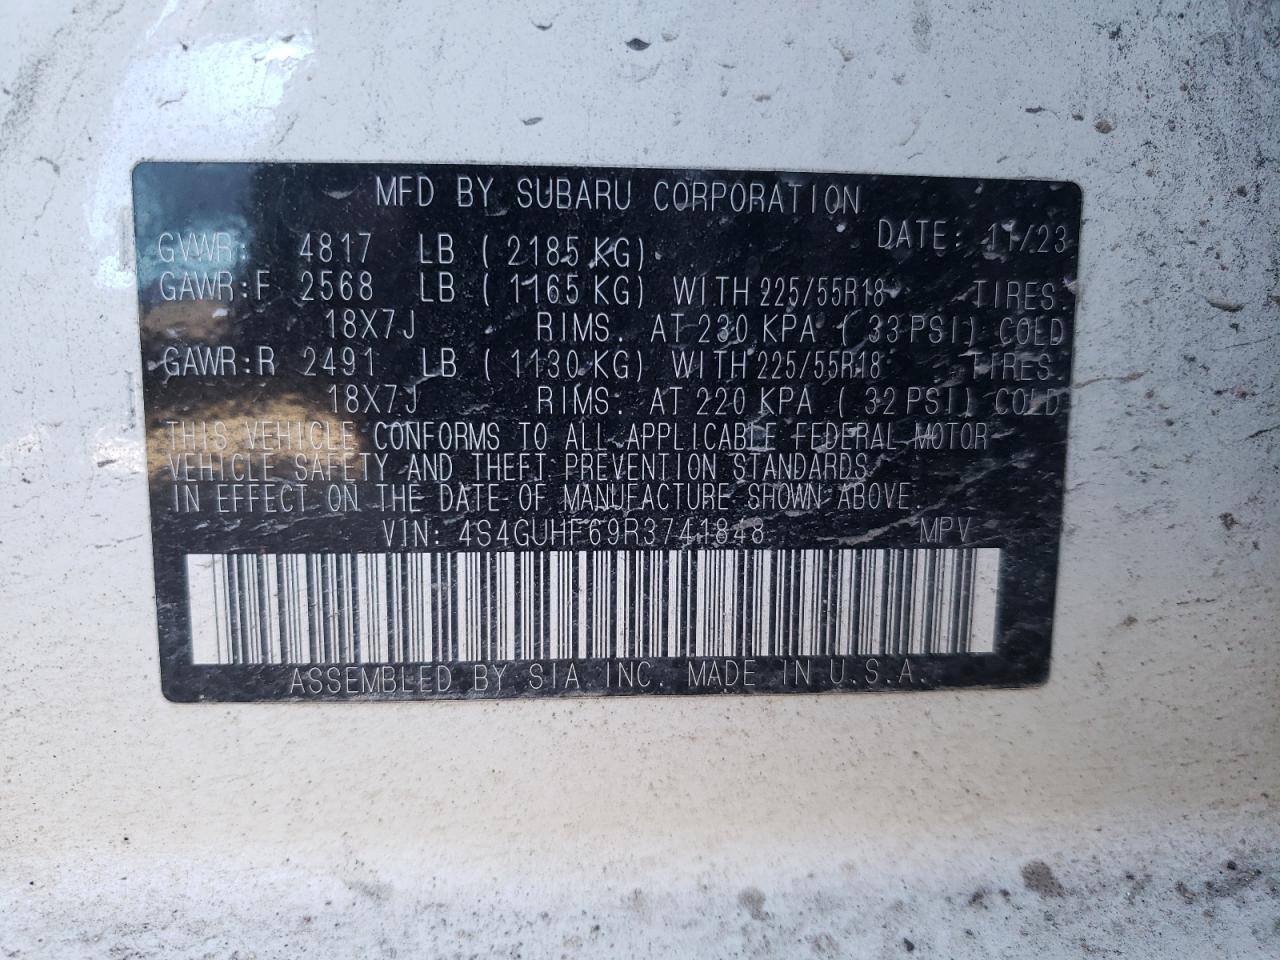 MFD BY SUBARU CORPORATION
DATE: 11/23
GVWR: 4817 LB (2185 KG)
GAWR:F 2568 LB (1165 KG) WITH 225/55R18 TIRES
18X7J RIMS. AT 230 KPA (33 PSI) COLD
GAWR:R 2491 LB (1130 KG) WITH 225/55R18 TIRES
18X7J RIMS. AT 220 KPA (32 PSI) COLD
THIS VEHICLE CONFORMS TO ALL APPLICABLE FEDERAL MOTOR
VEHICLE SAFETY AND THEFT PREVENTION STANDARDS
IN EFFECT ON THE DATE OF MANUFACTURE SHOWN ABOVE.
VIN: 4S4GUHF69R3741848 MPV
ASSEMBLED BY SIA INC. MADE IN U.S.A.